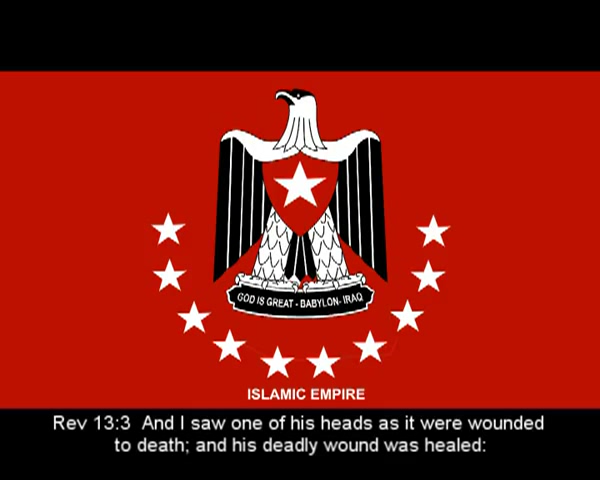 GOD IS GREAT - BABYLON- IRAQ
ISLAMIC EMPIRE
Rev 13:3  And I saw one of his heads as it were wounded
to death; and his deadly wound was healed: